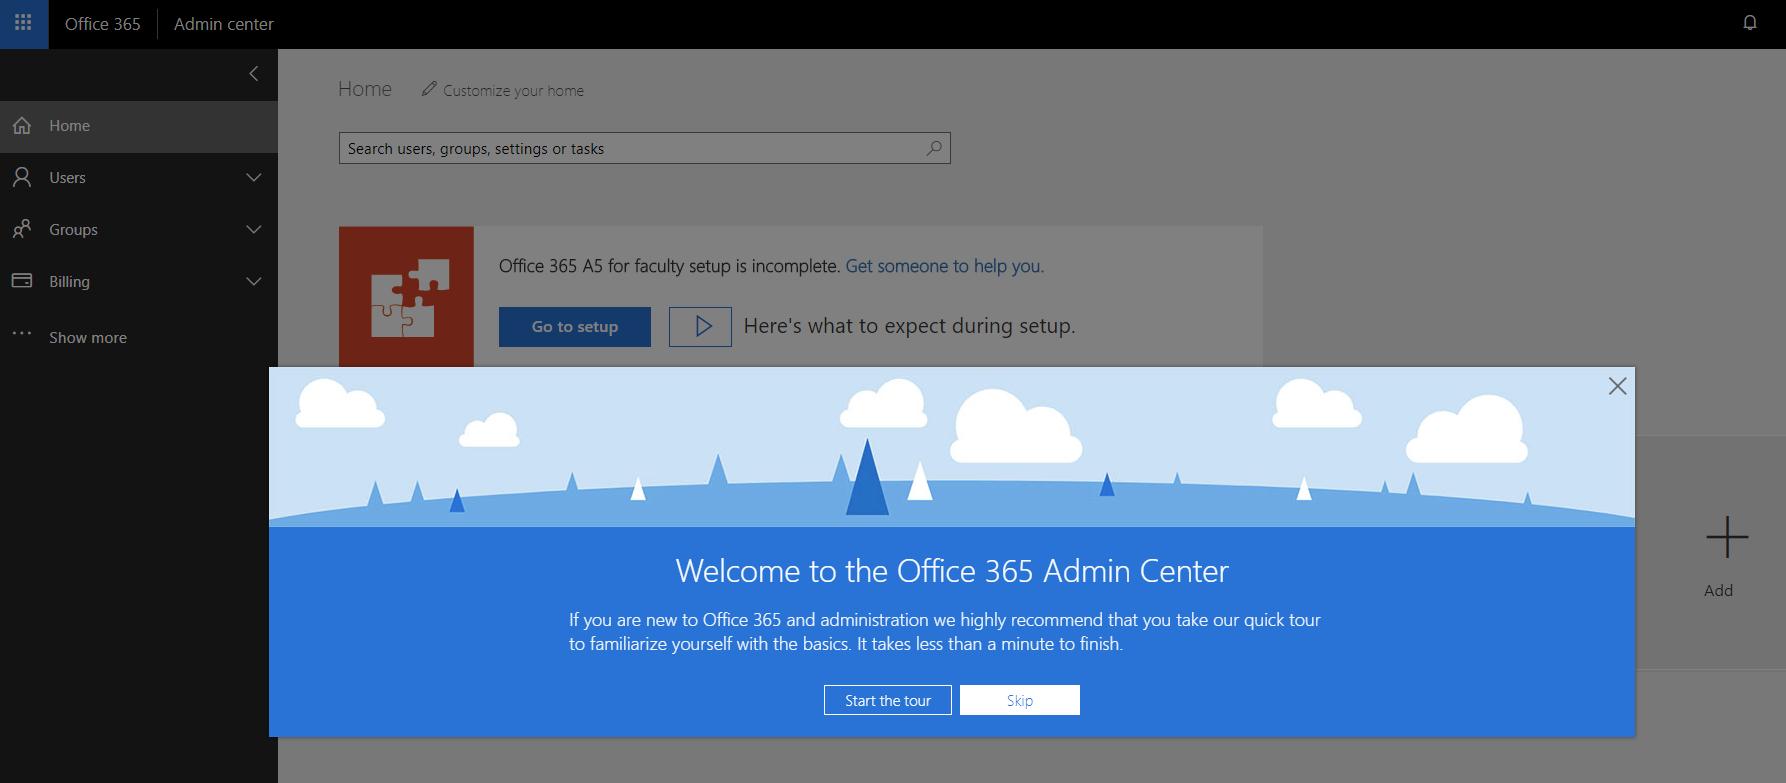 Office 365 Admin center
Home Customize your home
Home
Search users, groups, settings or tasks
Users
Groups
Billing
Show more
Office 365 A5 for faculty setup is incomplete. Get someone to help you.
Go to setup Here's what to expect during setup.
Welcome to the Office 365 Admin Center
If you are new to Office 365 and administration we highly recommend that you take our quick tour
to familiarize yourself with the basics. It takes less than a minute to finish.
Start the tour Skip
Add